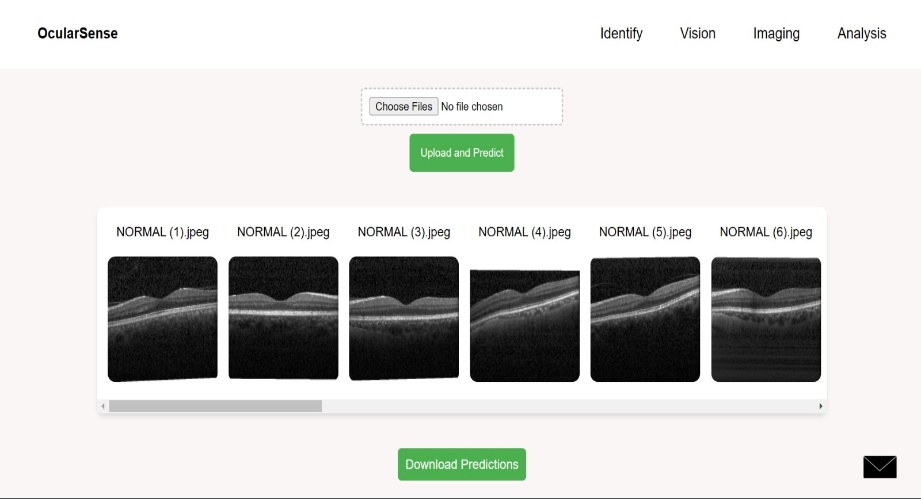 OcularSense Identify Vision Imaging Analysis
Choose Files No file chosen
Upload and Predict
NORMAL (1).jpeg NORMAL (2).jpeg NORMAL (3).jpeg NORMAL (4).jpeg NORMAL (5).jpeg NORMAL (6).jpeg
Download Predictions